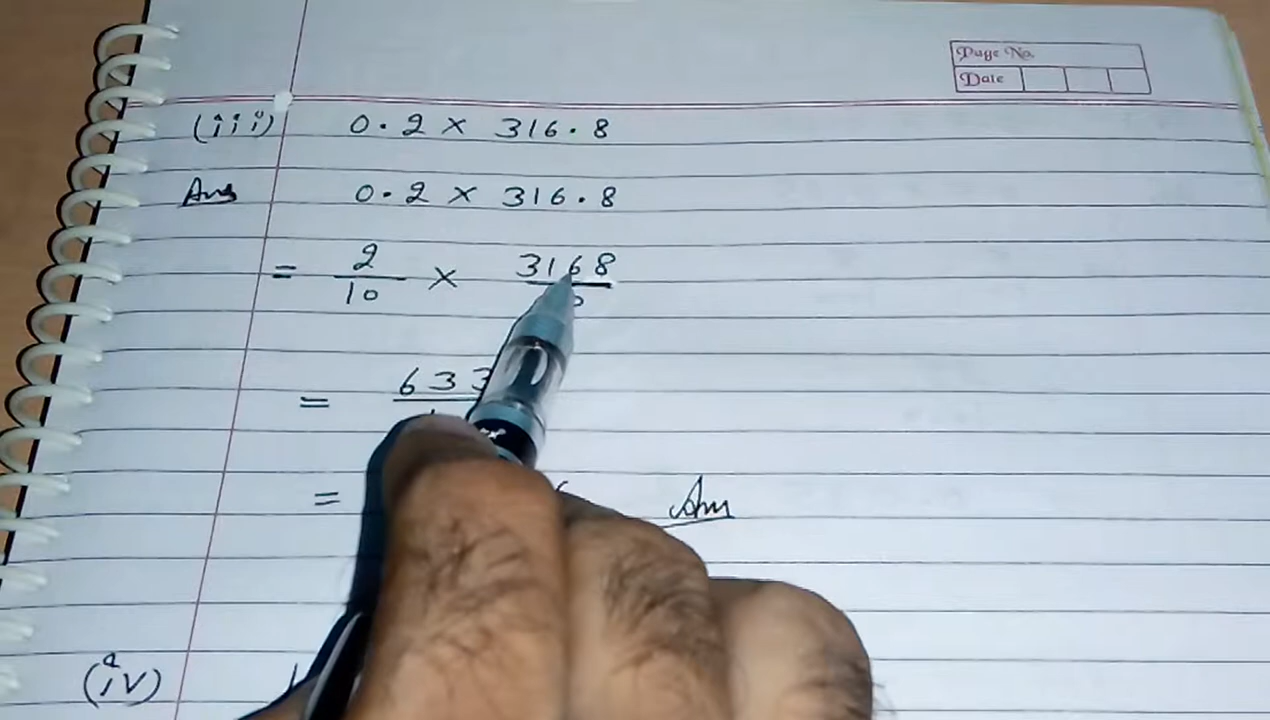 Page No.
Date
(iii) 0.2 × 316.8
Ans 0.2 × 316.8
= 2/10 × 3168
= 633
= Ans
(iv)